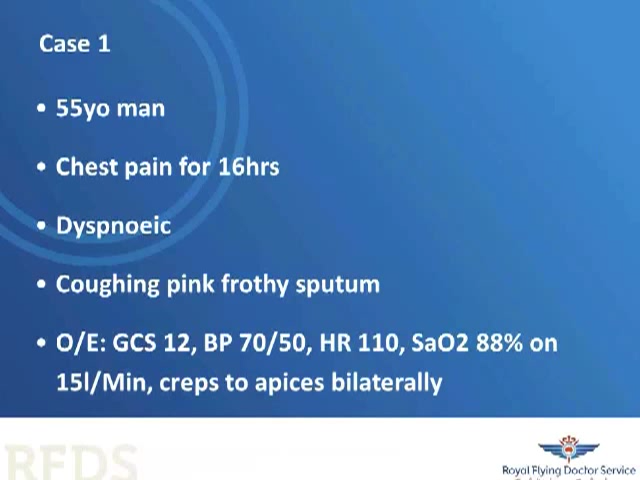 Case 1
• 55yo man
• Chest pain for 16hrs
• Dyspnoeic
• Coughing pink frothy sputum
• O/E: GCS 12, BP 70/50, HR 110, SaO2 88% on
15l/Min, creps to apices bilaterally
RFDS
Royal Flying Doctor Service